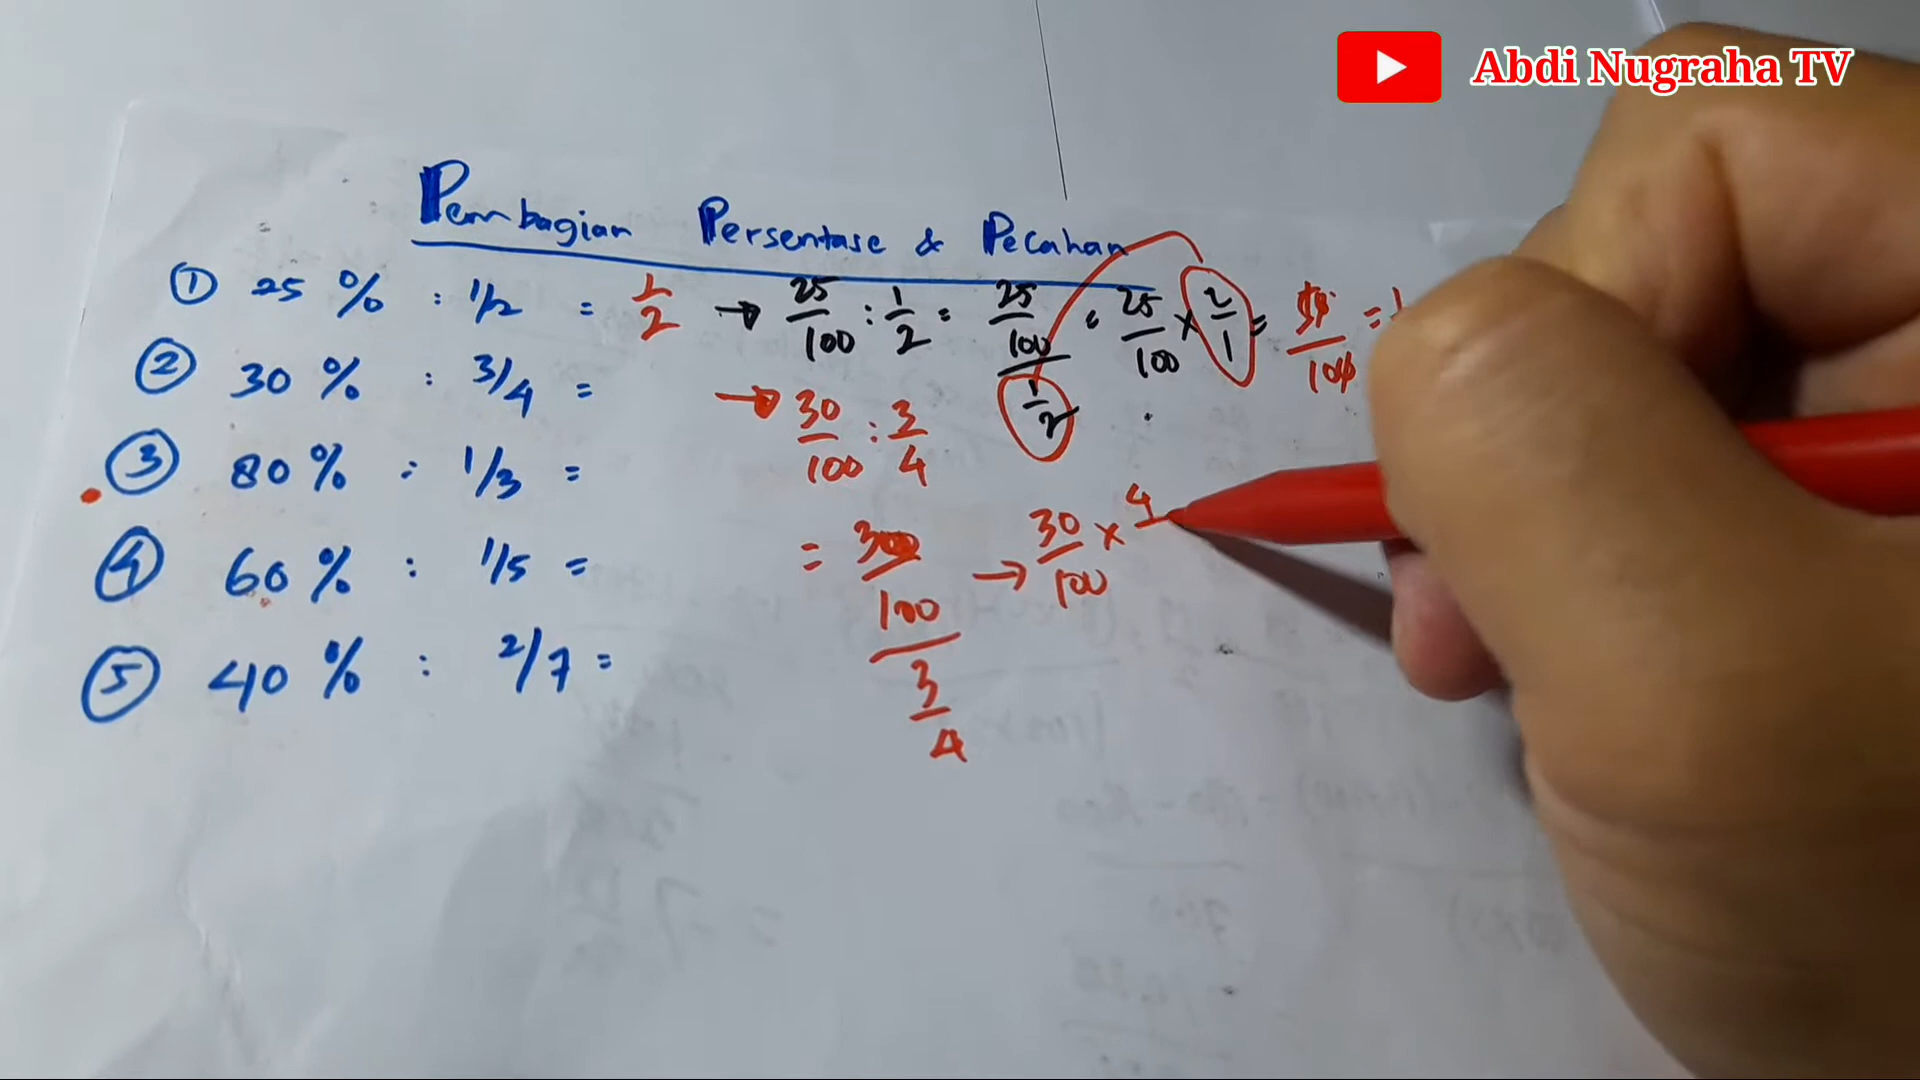 Abdi Nugraha TV
Pembagian Persentase & Pecahan
① 25 % : 1/2 = 1/2 → 25/100 : 1/2 = 25/100 / 1/2 = 25/100 × 2/1 = 50/100 =
② 30 % : 3/4 = → 30/100 : 3/4
③ 80 % : 1/3 =
= 30/100 / 3/4 → 30/100 × 4
④ 60 % : 1/5 =
⑤ 40 % : 2/7 =